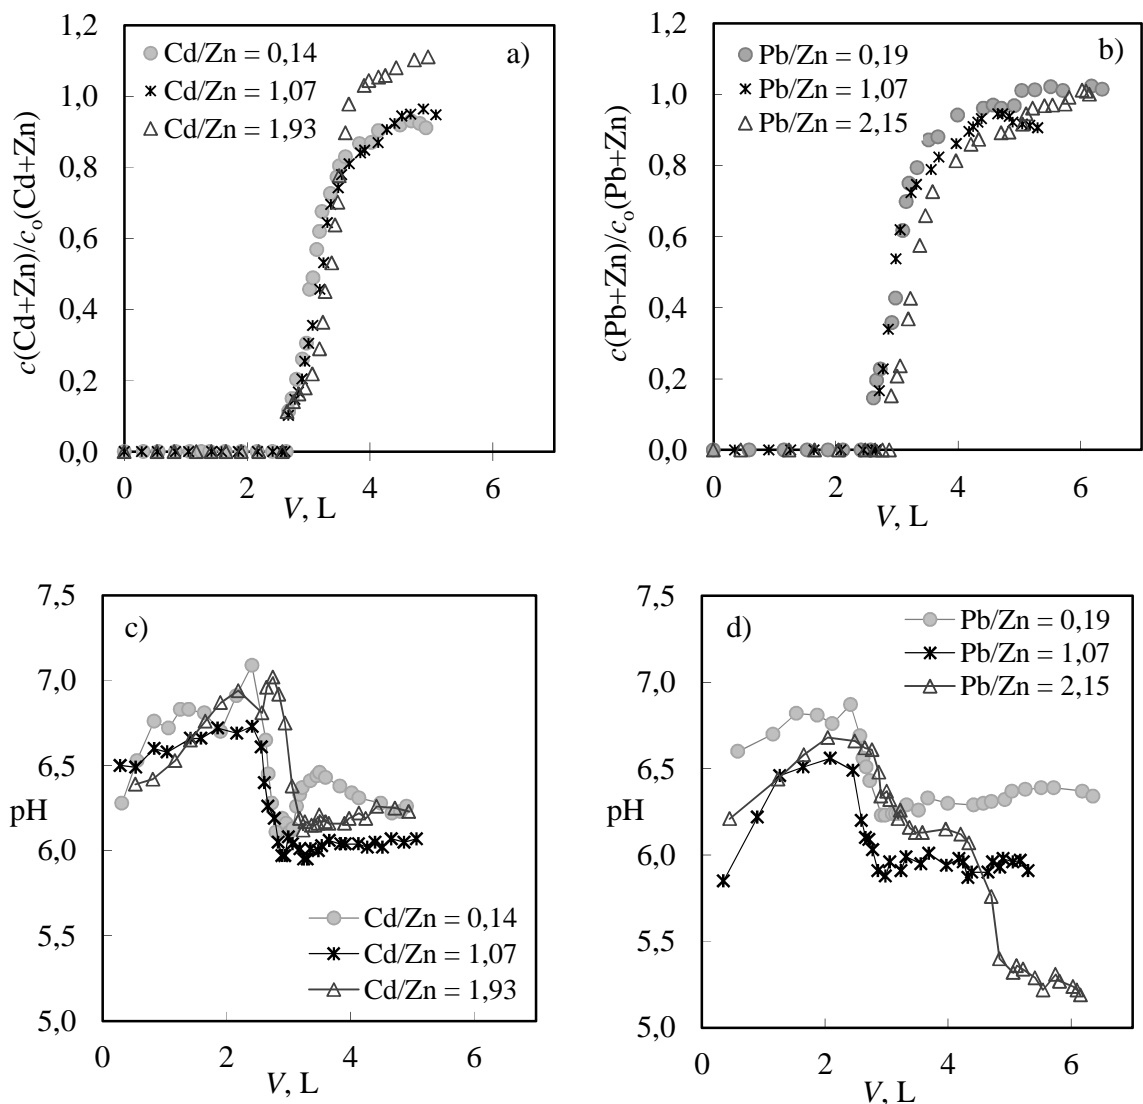 a)
Cd/Zn = 0,14
Cd/Zn = 1,07
Cd/Zn = 1,93
c(Cd+Zn)/cₒ(Cd+Zn)
1,2
1,0
0,8
0,6
0,4
0,2
0,0
0 2 4 6
V, L
b)
Pb/Zn = 0,19
Pb/Zn = 1,07
Pb/Zn = 2,15
c(Pb+Zn)/cₒ(Pb+Zn)
1,2
1,0
0,8
0,6
0,4
0,2
0,0
0 2 4 6
V, L
c)
7,5
7,0
6,5
6,0
5,5
5,0
pH
Cd/Zn = 0,14
Cd/Zn = 1,07
Cd/Zn = 1,93
0 2 4 6
V, L
d)
Pb/Zn = 0,19
Pb/Zn = 1,07
Pb/Zn = 2,15
7,5
7,0
6,5
6,0
5,5
5,0
pH
0 2 4 6
V, L